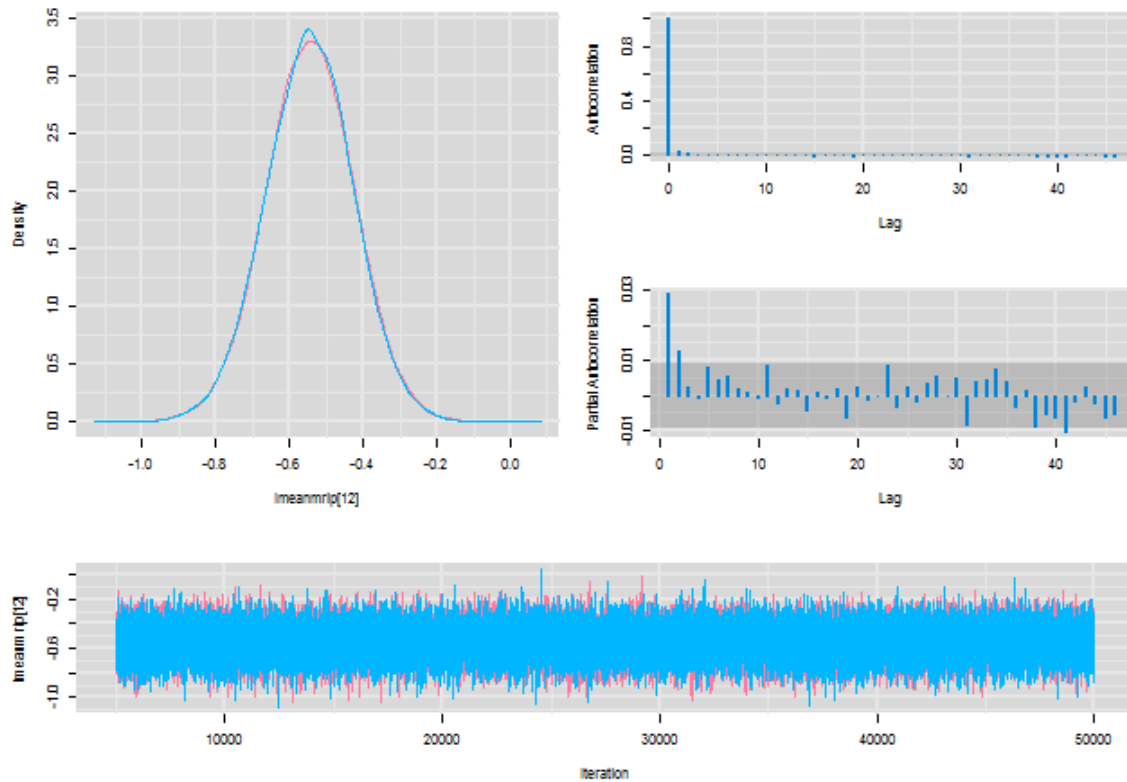 3.5
3.0
2.5
2.0
1.5
1.0
0.5
0.0
Density
-1.0 -0.8 -0.6 -0.4 -0.2 0.0
lmeanmrip[12]
0.8
0.4
0.0
Autocorrelation
0 10 20 30 40
Lag
0.03
0.01
-0.01
Partial Autocorrelation
0 10 20 30 40
Lag
-0.2
-0.6
-1.0
lmeanmrip[12]
10000 20000 30000 40000 50000
Iteration